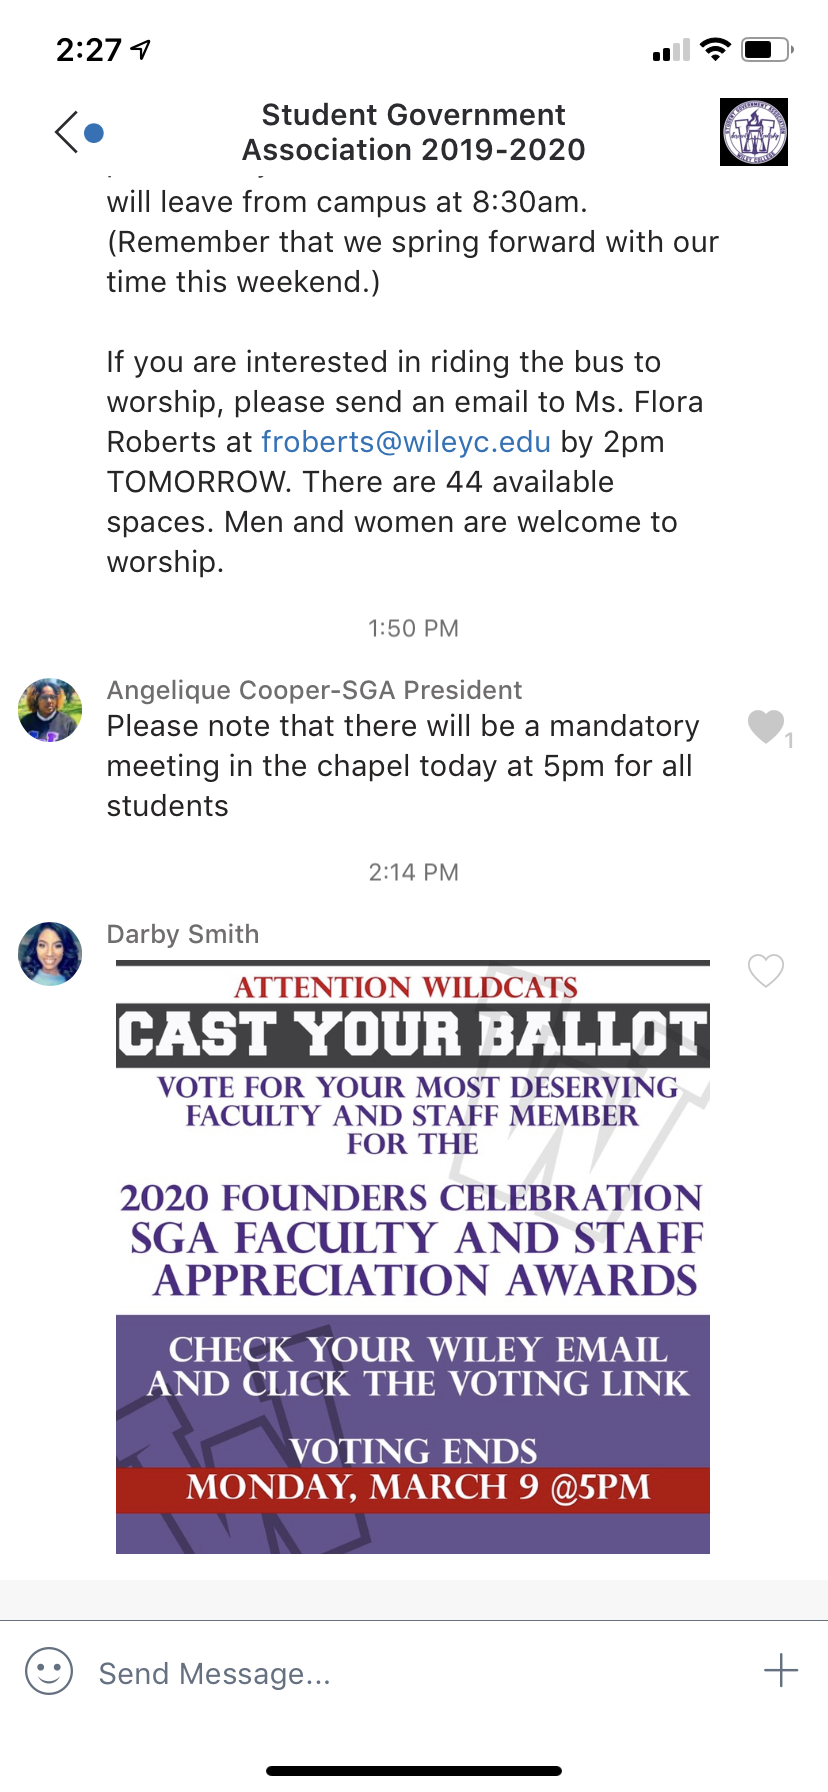 2:27
Student Government
Association 2019-2020
will leave from campus at 8:30am.
(Remember that we spring forward with our
time this weekend.)
If you are interested in riding the bus to
worship, please send an email to Ms. Flora
Roberts at froberts@wileyc.edu by 2pm
TOMORROW. There are 44 available
spaces. Men and women are welcome to
worship.
1:50 PM
Angelique Cooper-SGA President
Please note that there will be a mandatory
meeting in the chapel today at 5pm for all
students
1
2:14 PM
Darby Smith
ATTENTION WILDCATS
CAST YOUR BALLOT
VOTE FOR YOUR MOST DESERVING
FACULTY AND STAFF MEMBER
FOR THE
2020 FOUNDERS CELEBRATION
SGA FACULTY AND STAFF
APPRECIATION AWARDS
CHECK YOUR WILEY EMAIL
AND CLICK THE VOTING LINK
VOTING ENDS
MONDAY, MARCH 9 @5PM
Send Message...